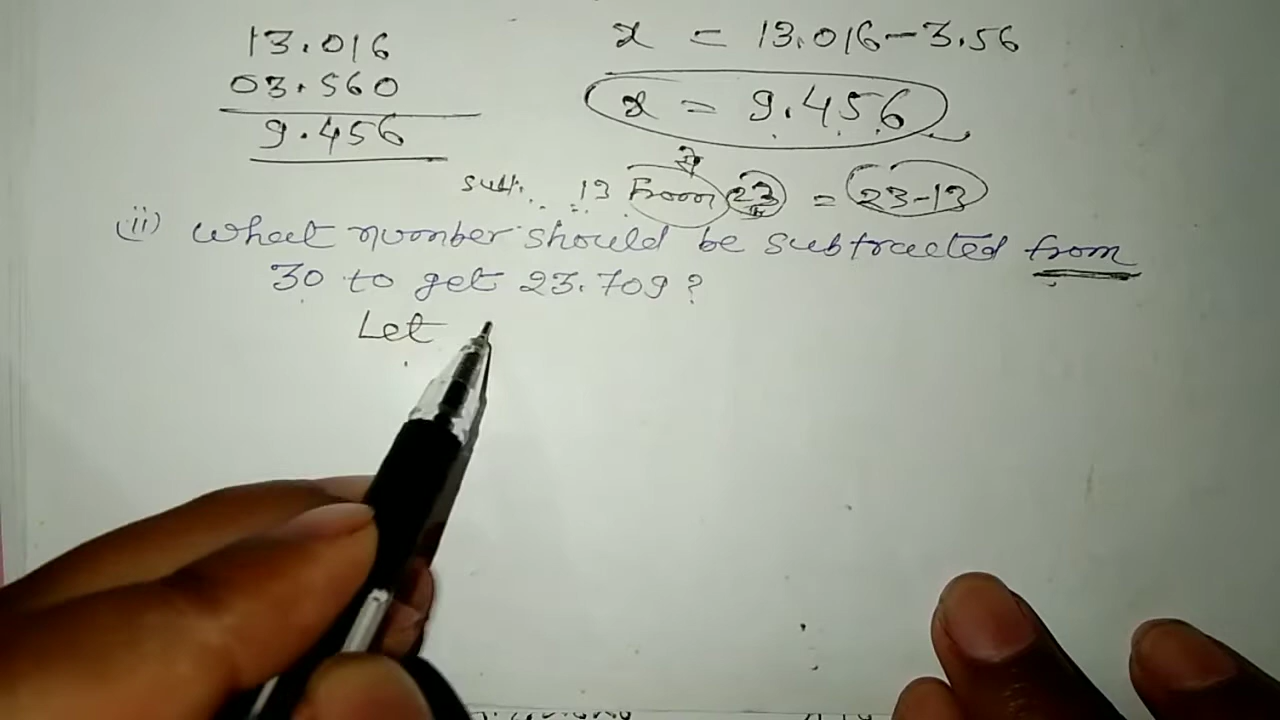 13.016
03.560
9.456
x = 13.016-3.56
x = 9.456
से
sub. 13 From 23 = 23-13
(ii) What number should be subtracted from
30 to get 23.709?
Let